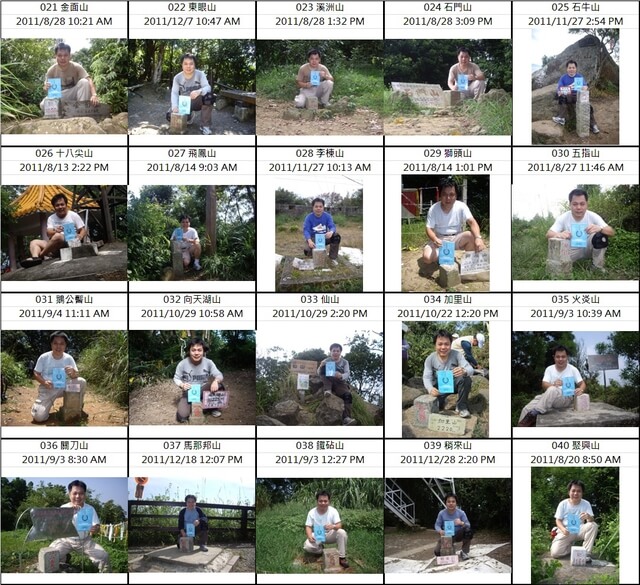 021 金面山
2011/8/28 10:21 AM
022 東眼山
2011/12/7 10:47 AM
023 溪洲山
2011/8/28 1:32 PM
024 石門山
2011/8/28 3:09 PM
025 石牛山
2011/11/27 2:54 PM
026 十八尖山
2011/8/13 2:22 PM
027 飛鳳山
2011/8/14 9:03 AM
028 李棟山
2011/11/27 10:13 AM
029 獅頭山
2011/8/14 1:01 PM
030 五指山
2011/8/27 11:46 AM
031 鵝公髻山
2011/9/4 11:11 AM
032 向天湖山
2011/10/29 10:58 AM
033 仙山
2011/10/29 2:20 PM
034 加里山
2011/10/22 12:20 PM
035 火炎山
2011/9/3 10:39 AM
036 關刀山
2011/9/3 8:30 AM
037 馬那邦山
2011/12/18 12:07 PM
038 鐵砧山
2011/9/3 12:27 PM
039 稍來山
2011/12/28 2:20 PM
040 聚興山
2011/8/20 8:50 AM